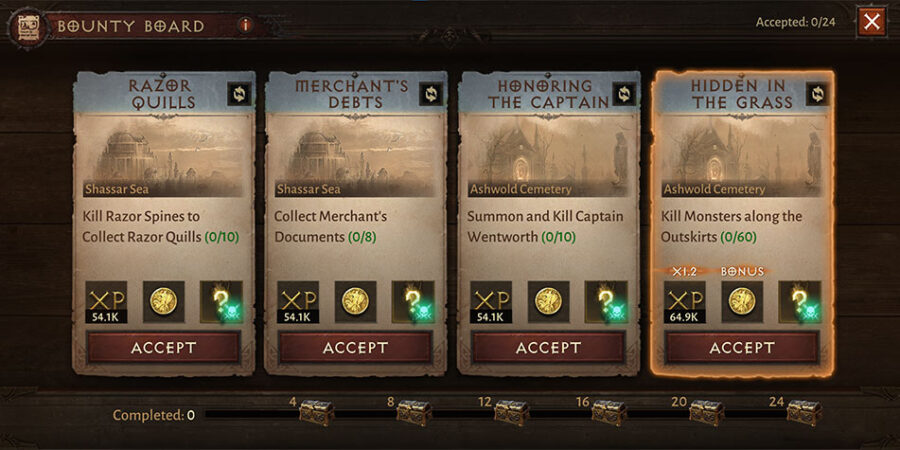 BOUNTY BOARD
i
Accepted: 0/24
RAZOR
QUILLS
Shassar Sea
Kill Razor Spines to
Collect Razor Quills (0/10)
XP
54.1K
?
ACCEPT
MERCHANT'S
DEBTS
Shassar Sea
Collect Merchant's
Documents (0/8)
XP
54.1K
?
ACCEPT
HONORING
THE CAPTAIN
Ashwold Cemetery
Summon and Kill Captain
Wentworth (0/10)
XP
54.1K
?
ACCEPT
HIDDEN IN
THE GRASS
Ashwold Cemetery
Kill Monsters along the
Outskirts (0/60)
X1.2 BONUS
XP
64.9K
?
ACCEPT
Completed: 0
4 8 12 16 20 24